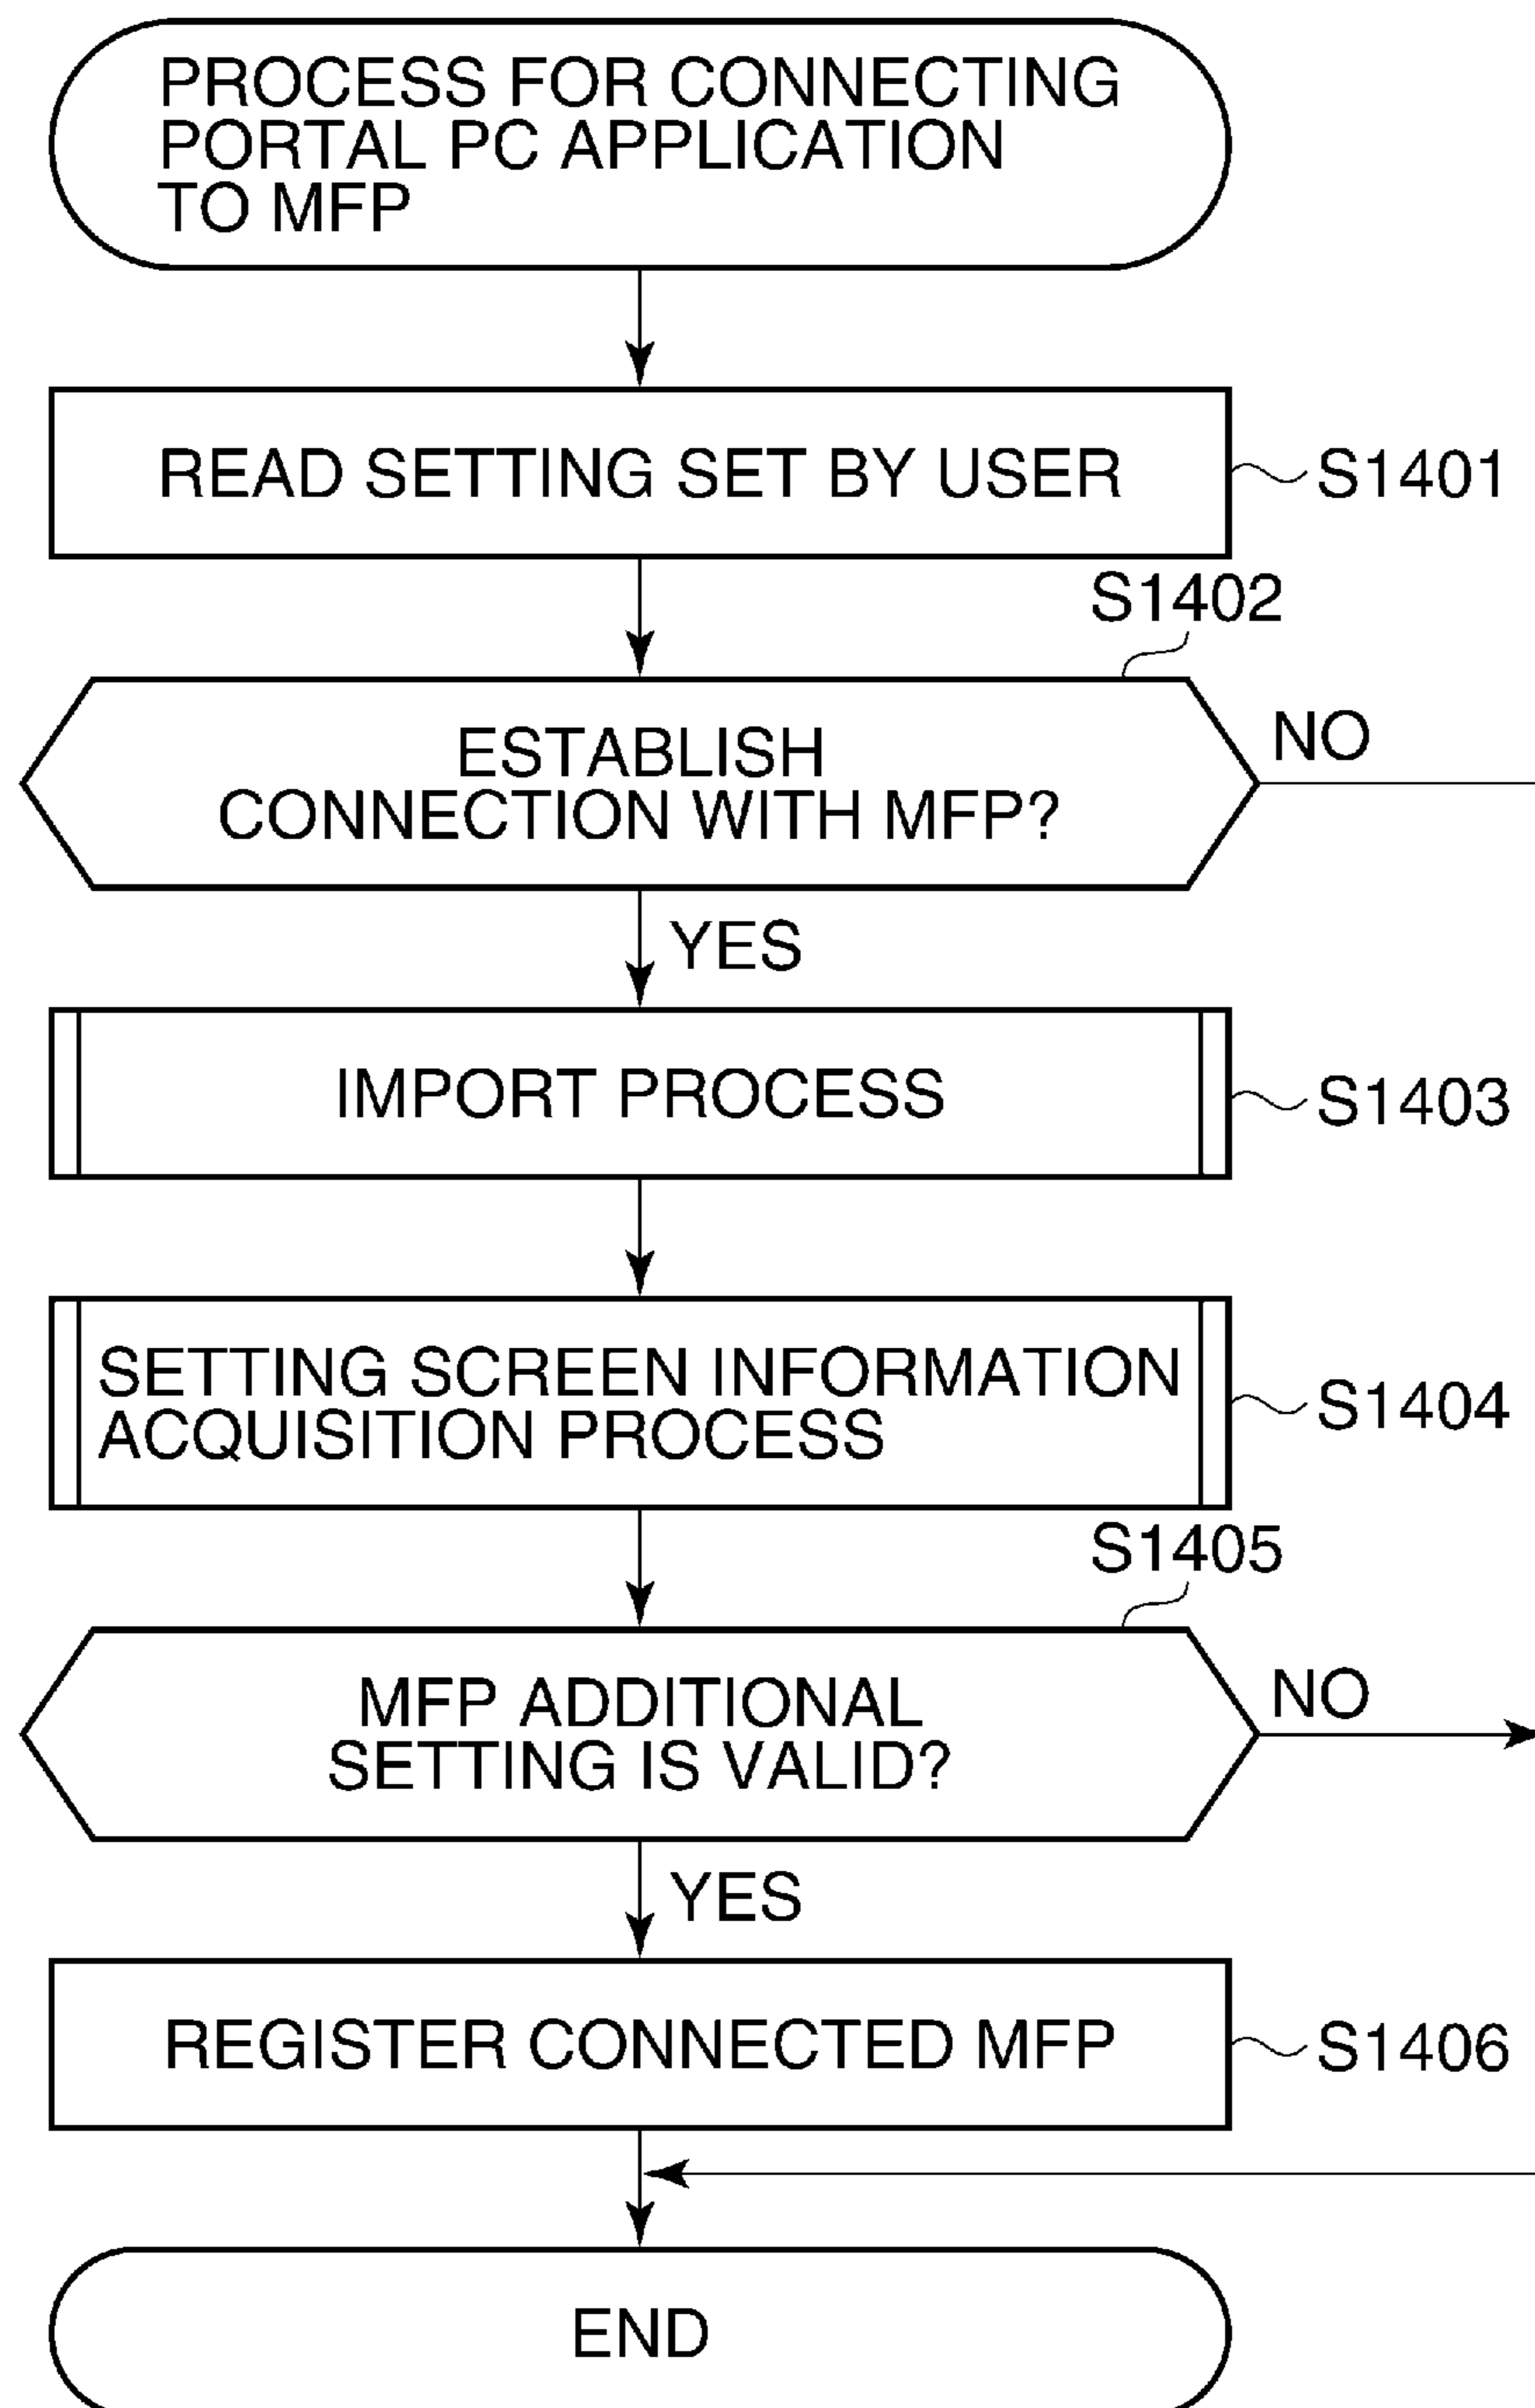 PROCESS FOR CONNECTING
PORTAL PC APPLICATION
TO MFP
READ SETTING SET BY USER
S1401
S1402
ESTABLISH
CONNECTION WITH MFP?
NO
YES
IMPORT PROCESS
S1403
SETTING SCREEN INFORMATION
ACQUISITION PROCESS
S1404
S1405
MFP ADDITIONAL
SETTING IS VALID?
NO
YES
REGISTER CONNECTED MFP
S1406
END